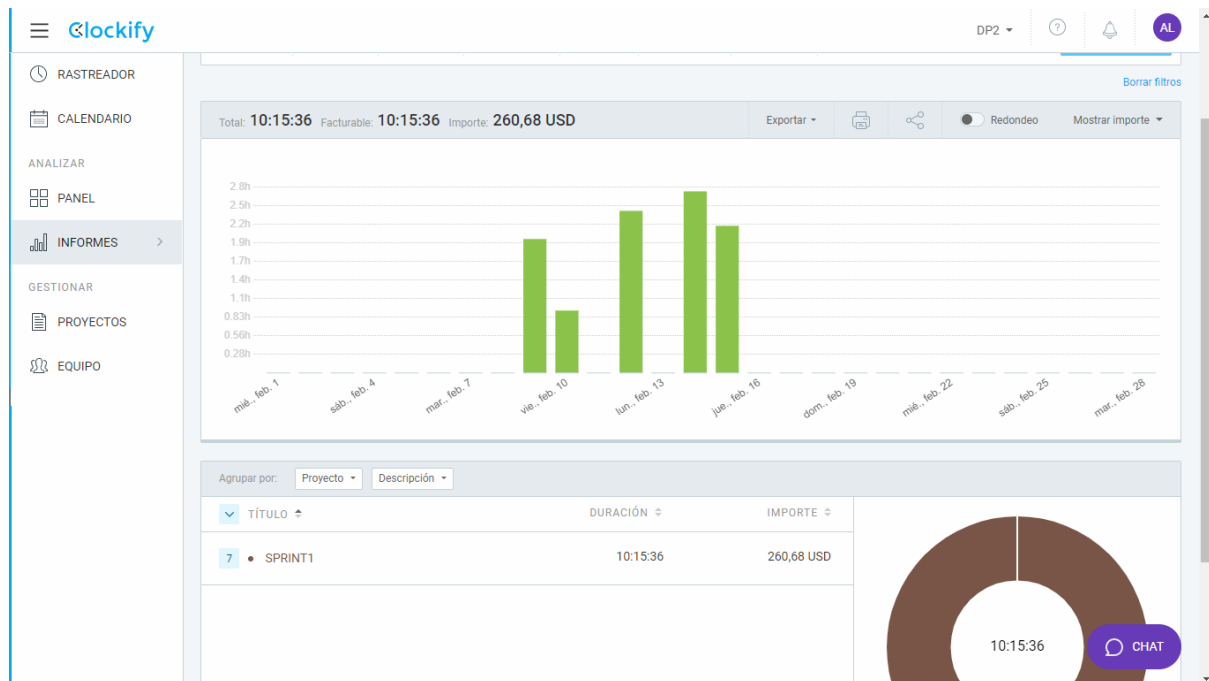 Clockify
DP2
?
AL
RASTREADOR
CALENDARIO
ANALIZAR
PANEL
INFORMES
GESTIONAR
PROYECTOS
EQUIPO
Borrar filtros
Total: 10:15:36 Facturable: 10:15:36 Importe: 260,68 USD
Exportar
Redondeo
Mostrar importe
2.8h
2.5h
2.2h
1.9h
1.7h
1.4h
1.1h
0.83h
0.56h
0.28h
mié., feb. 1
sáb., feb. 4
mar., feb. 7
vie., feb. 10
lun., feb. 13
jue., feb. 16
dom., feb. 19
mié., feb. 22
sáb., feb. 25
mar., feb. 28
Agrupar por: Proyecto Descripción
TÍTULO DURACIÓN IMPORTE
7 • SPRINT1 10:15:36 260,68 USD
10:15:36
CHAT